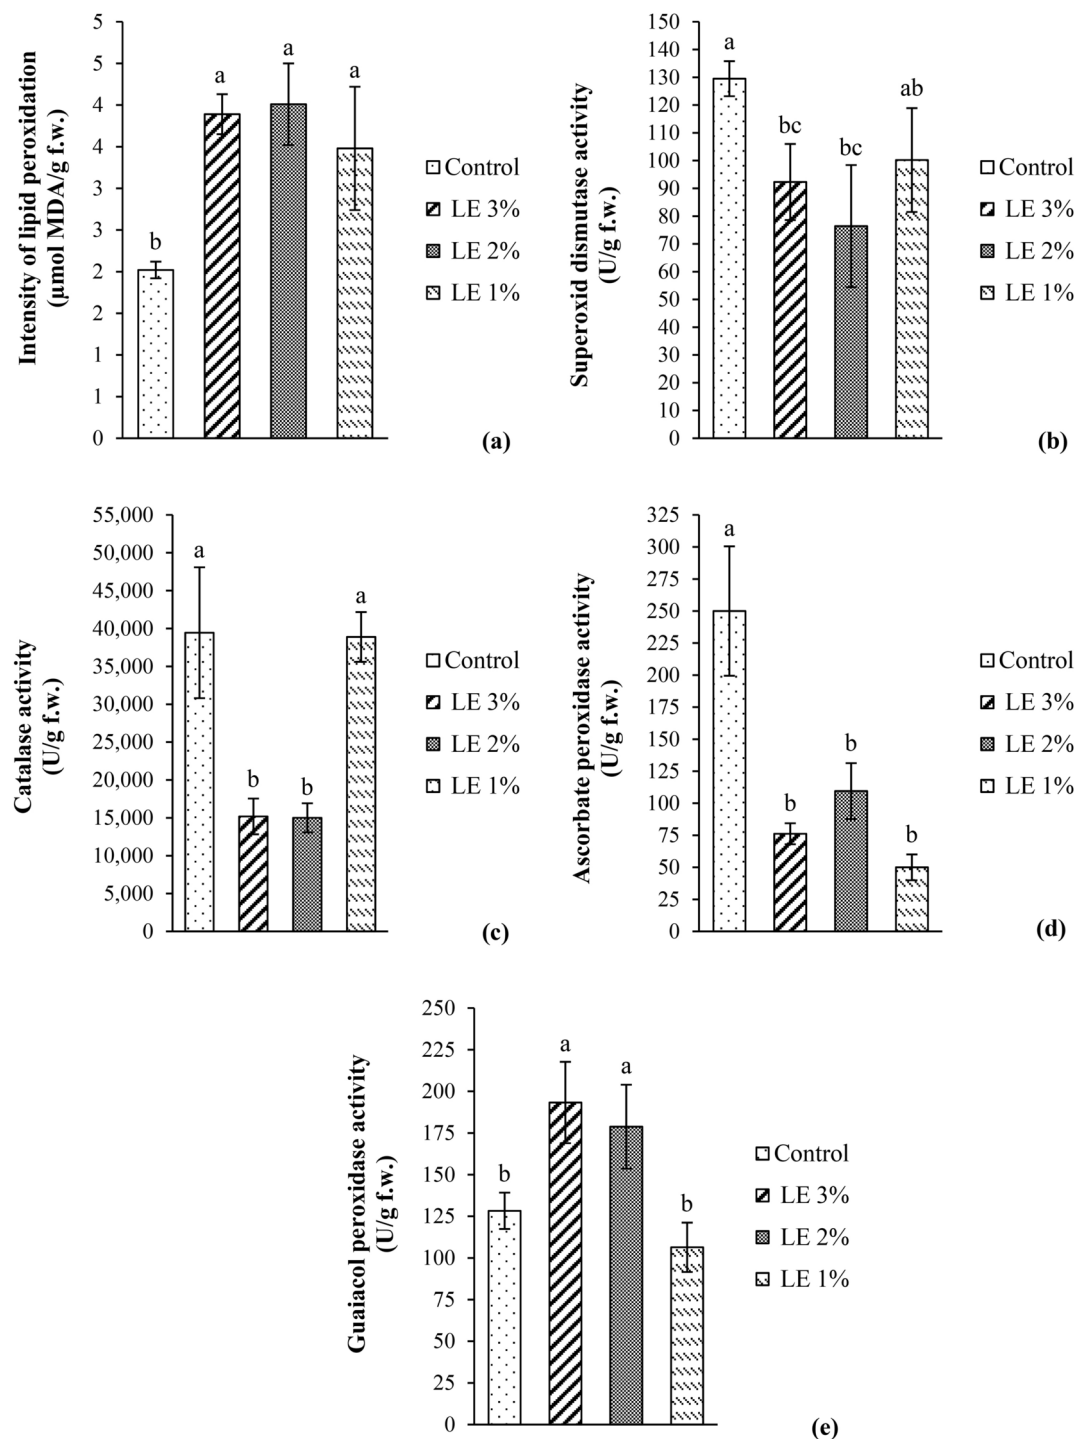 Intensity of lipid peroxidation
(µmol MDA/g f.w.)
5
5
4
4
3
3
2
2
1
1
0
b
a
a
a
Control
LE 3%
LE 2%
LE 1%
(a)
Superoxid dismutase activity
(U/g f.w.)
150
140
130
120
110
100
90
80
70
60
50
40
30
20
10
0
a
bc
bc
ab
Control
LE 3%
LE 2%
LE 1%
(b)
Catalase activity
(U/g f.w.)
55,000
50,000
45,000
40,000
35,000
30,000
25,000
20,000
15,000
10,000
5,000
0
a
b
b
a
Control
LE 3%
LE 2%
LE 1%
(c)
Ascorbate peroxidase activity
(U/g f.w.)
325
300
275
250
225
200
175
150
125
100
75
50
25
0
a
b
b
b
Control
LE 3%
LE 2%
LE 1%
(d)
Guaiacol peroxidase activity
(U/g f.w.)
250
225
200
175
150
125
100
75
50
25
0
b
a
a
b
Control
LE 3%
LE 2%
LE 1%
(e)